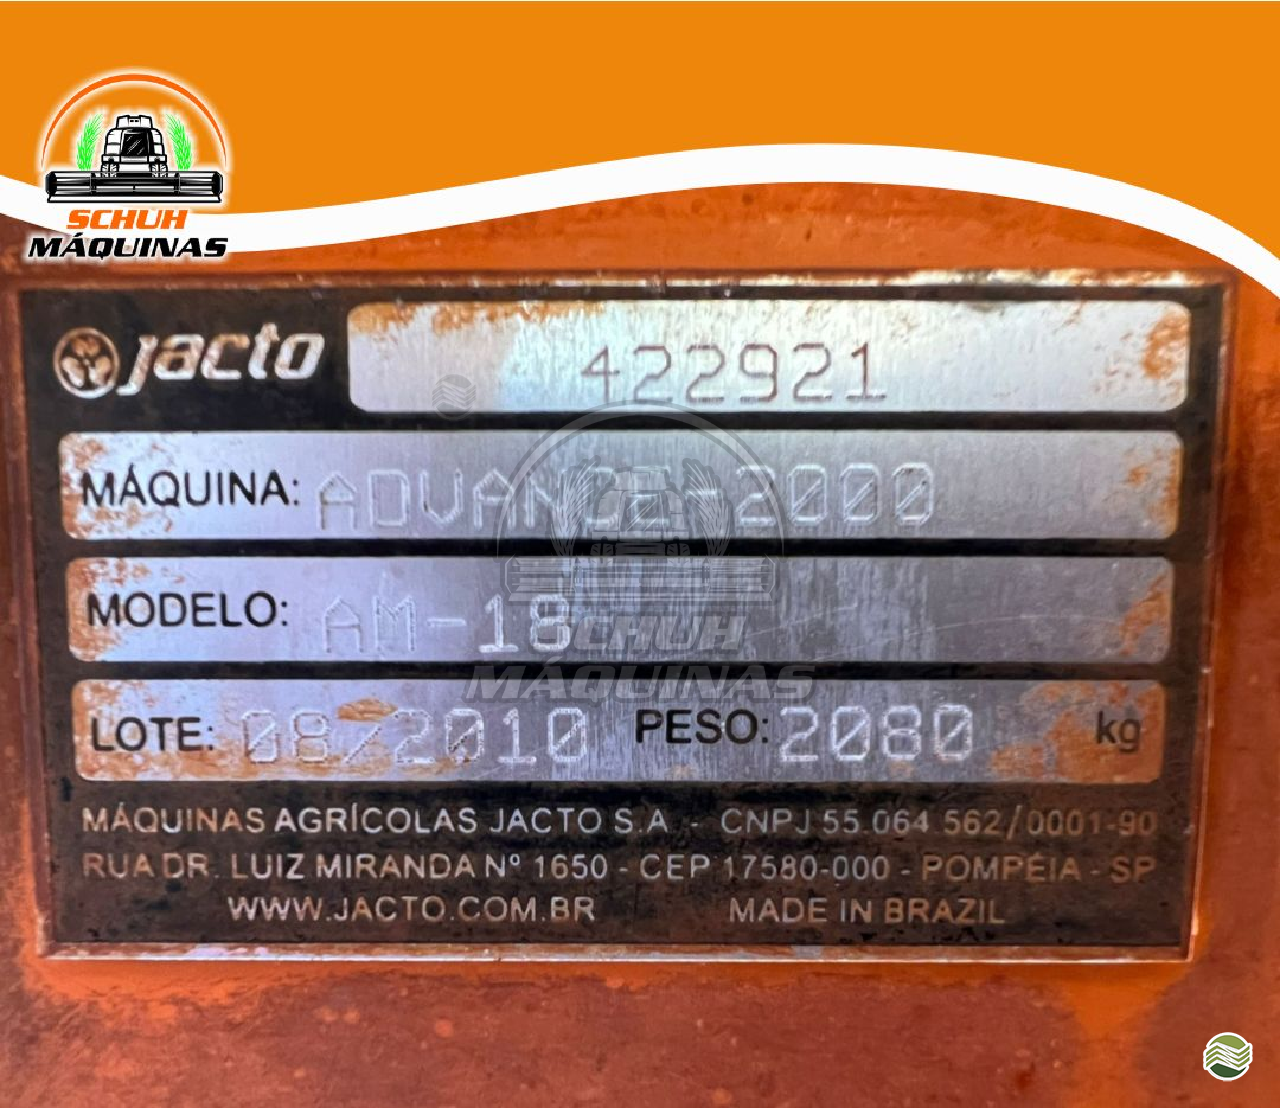 SCHUH
MÁQUINAS
jacto
422921
MÁQUINA: ADVANCE-2000
MODELO: AM-18
SCHUH
MÁQUINAS
LOTE: 08/2010 PESO: 2080 kg
MÁQUINAS AGRÍCOLAS JACTO S.A. - CNPJ 55.064.562/0001-90
RUA DR. LUIZ MIRANDA Nº 1650 - CEP 17580-000 - POMPÉIA - SP
WWW.JACTO.COM.BR MADE IN BRAZIL